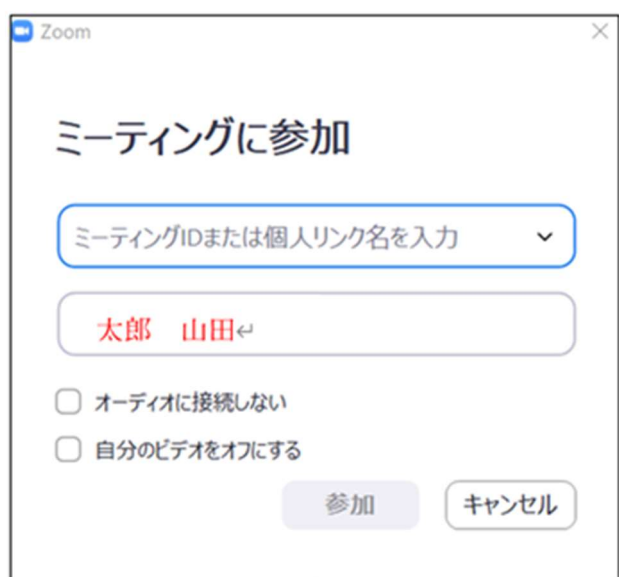 Zoom
ミーティングに参加
ミーティングIDまたは個人リンク名を入力
太郎　山田↵
オーディオに接続しない
自分のビデオをオフにする
参加 キャンセル